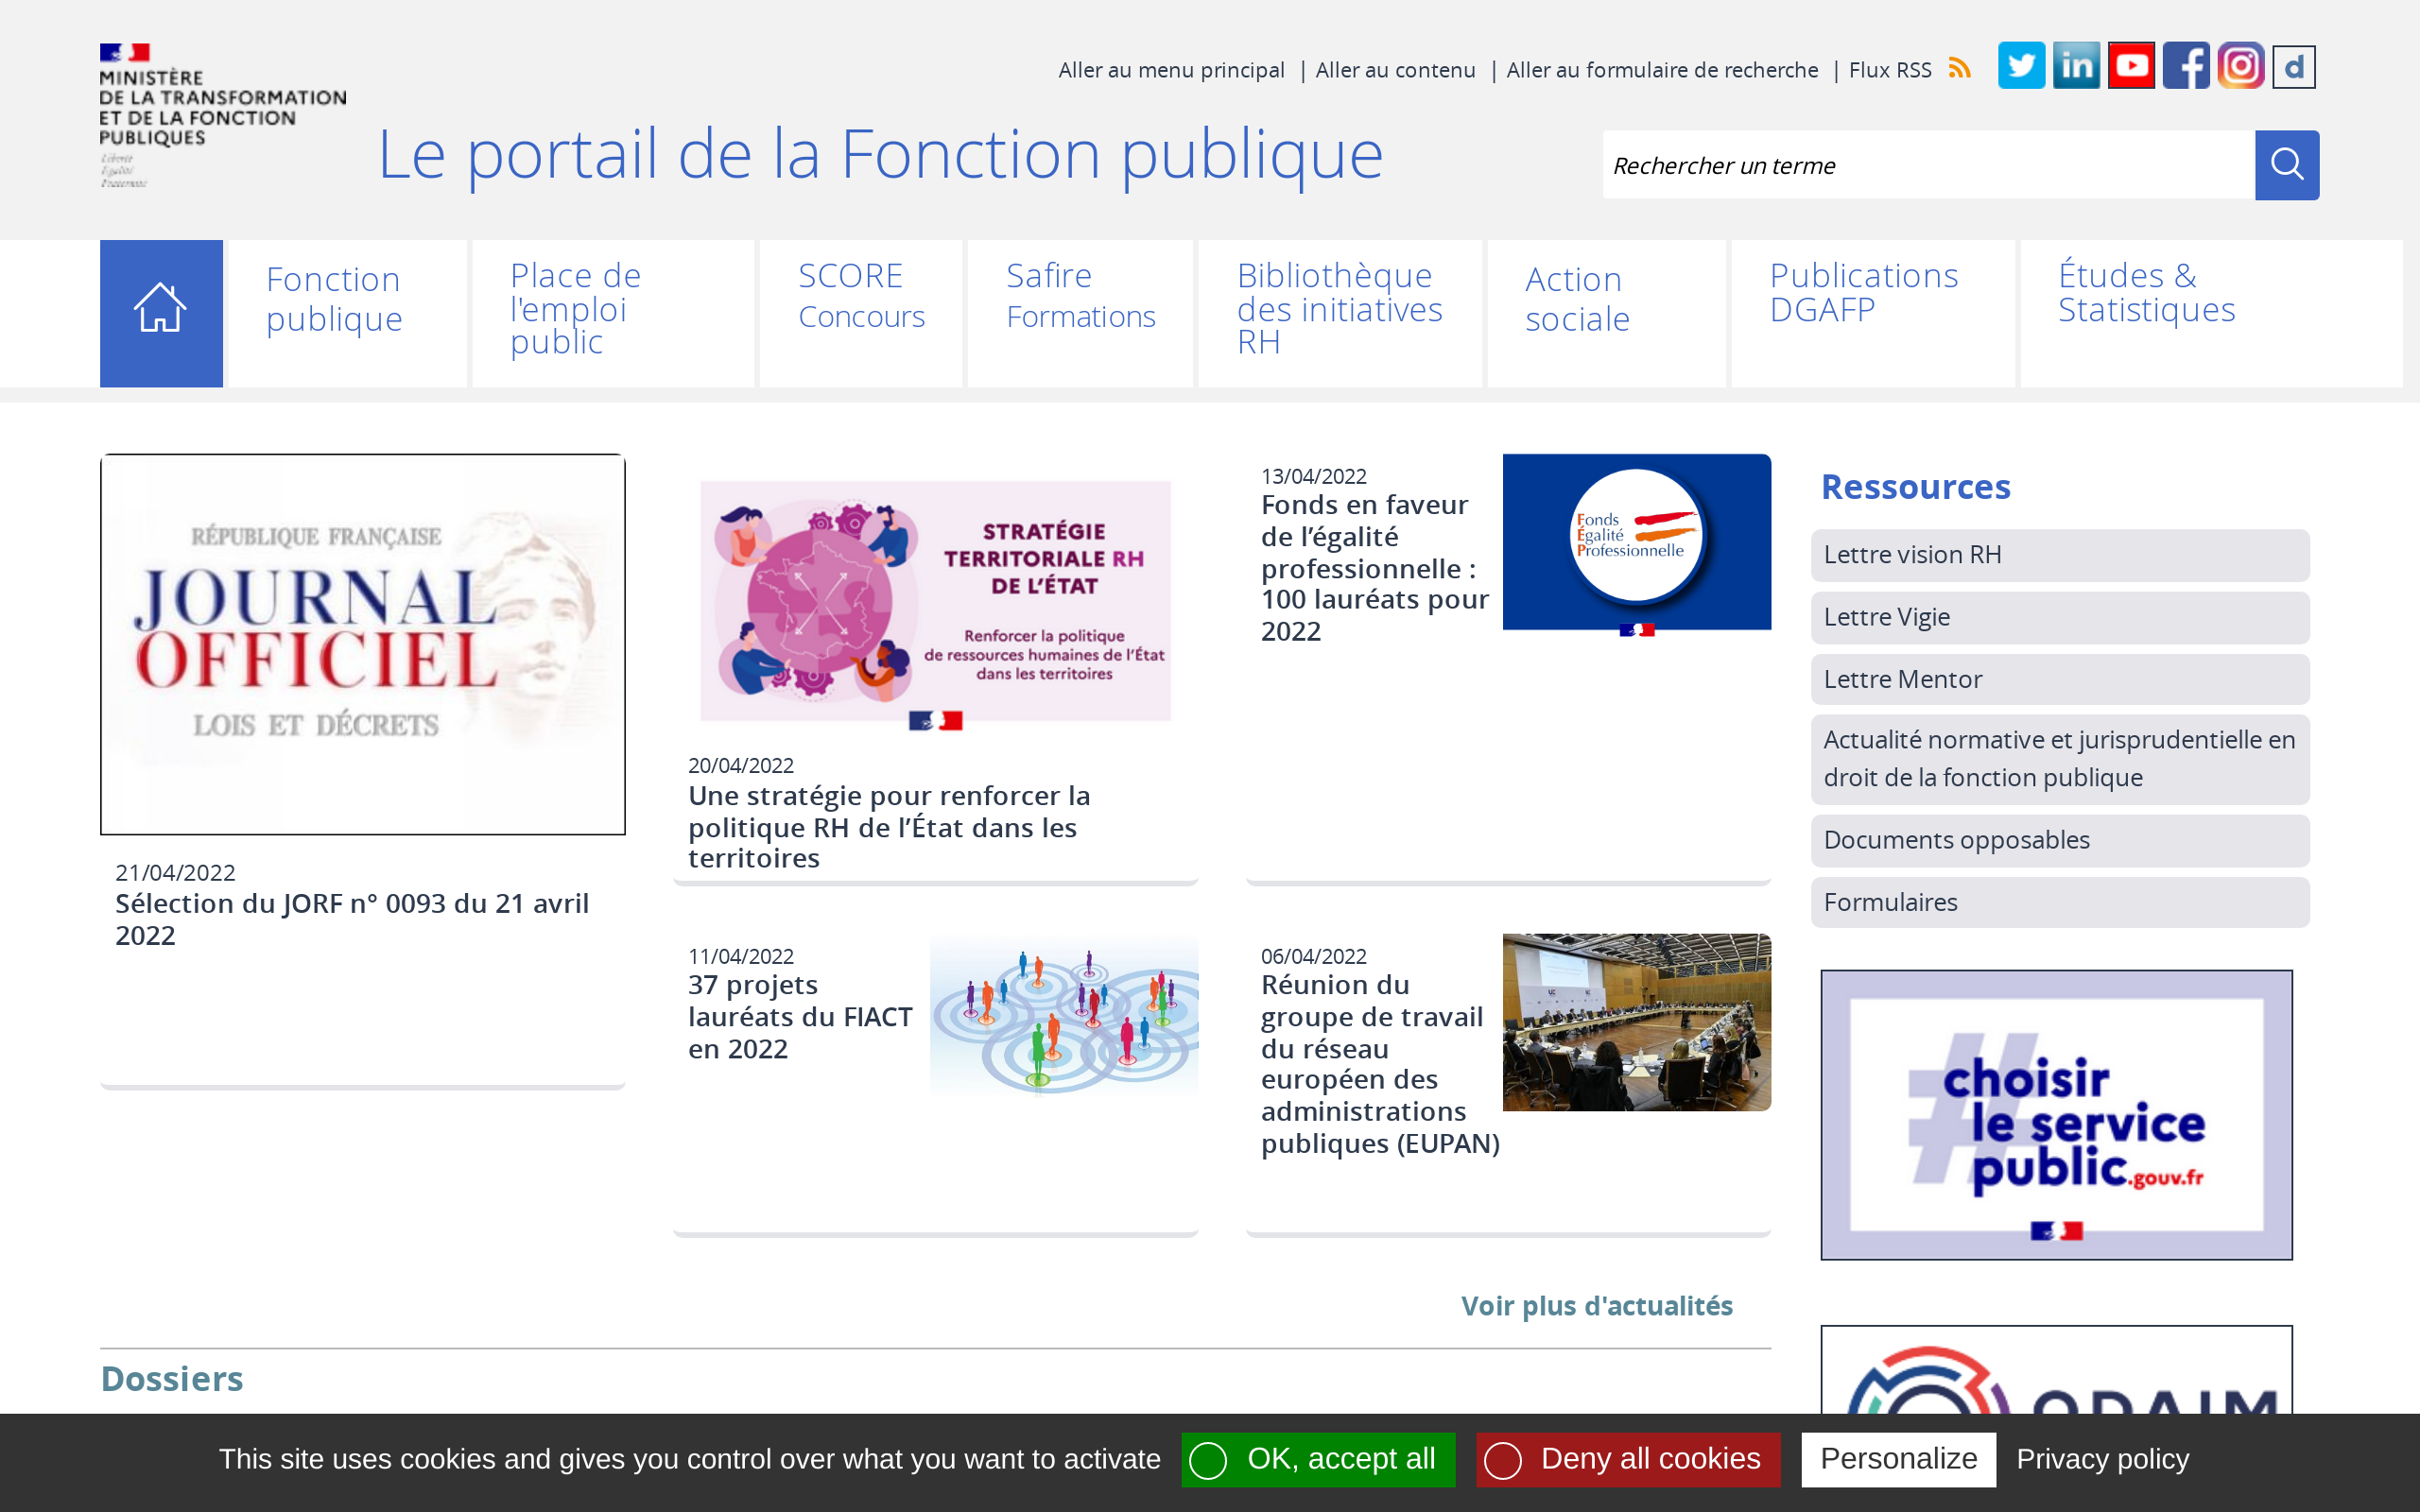 MINISTÈRE
DE LA TRANSFORMATION
ET DE LA FONCTION
PUBLIQUES
Liberté
Égalité
Fraternité
Aller au menu principal | Aller au contenu | Aller au formulaire de recherche | Flux RSS
Le portail de la Fonction publique
Rechercher un terme
Fonction
publique
Place de
l'emploi
public
SCORE
Concours
Safire
Formations
Bibliothèque
des initiatives
RH
Action
sociale
Publications
DGAFP
Études &
Statistiques
RÉPUBLIQUE FRANÇAISE
JOURNAL
OFFICIEL
LOIS ET DÉCRETS
21/04/2022
Sélection du JORF n° 0093 du 21 avril
2022
STRATÉGIE
TERRITORIALE RH
DE L'ÉTAT
Renforcer la politique
de ressources humaines de l'État
dans les territoires
20/04/2022
Une stratégie pour renforcer la
politique RH de l’État dans les
territoires
13/04/2022
Fonds en faveur
de l’égalité
professionnelle :
100 lauréats pour
2022
Fonds
Égalité
Professionnelle
11/04/2022
37 projets
lauréats du FIACT
en 2022
06/04/2022
Réunion du
groupe de travail
du réseau
européen des
administrations
publiques (EUPAN)
Voir plus d'actualités
Dossiers
Ressources
Lettre vision RH
Lettre Vigie
Lettre Mentor
Actualité normative et jurisprudentielle en
droit de la fonction publique
Documents opposables
Formulaires
#
choisir
le service
public.gouv.fr
This site uses cookies and gives you control over what you want to activate
OK, accept all
Deny all cookies
Personalize
Privacy policy